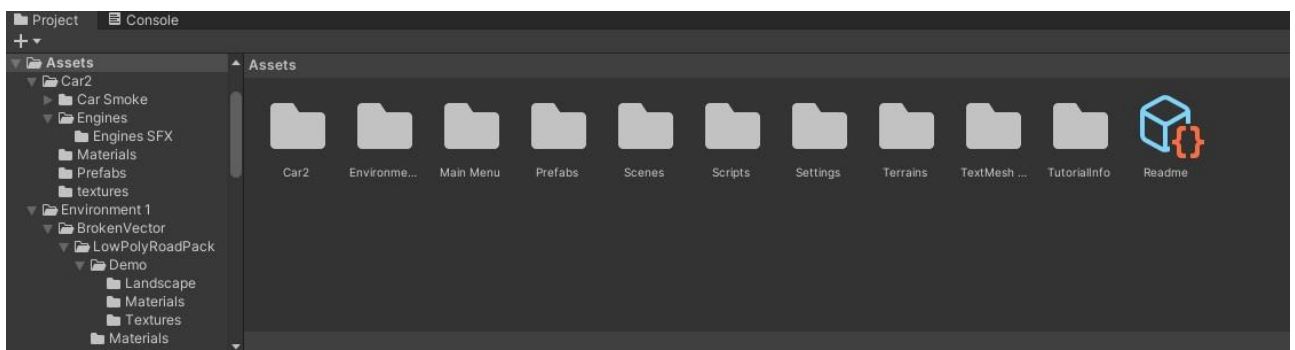 Project
Console
Assets
Car2
Car Smoke
Engines
Engines SFX
Materials
Prefabs
textures
Environment 1
BrokenVector
LowPolyRoadPack
Demo
Landscape
Materials
Textures
Materials
Assets
Car2
Environme...
Main Menu
Prefabs
Scenes
Scripts
Settings
Terrains
TextMesh ...
TutorialInfo
Readme